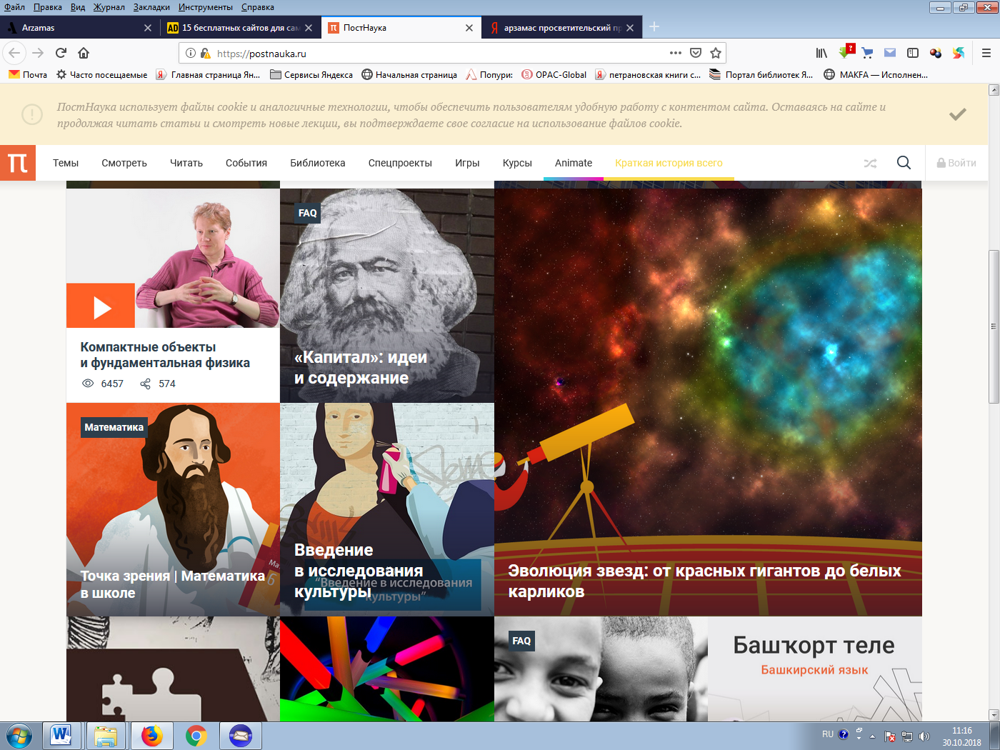 Файл Правка Вид Журнал Закладки Инструменты Справка
Arzamas
15 бесплатных сайтов для сам
ПостНаука
арзамас просветительский пр
https://postnauka.ru
Почта Часто посещаемые Главная страница Ян... Сервисы Яндекса Начальная страница Попури: OPAC-Global петрановская книги с... Портал библиотек Я... MAKFA — Исполнен...
ПостНаука использует файлы cookie и аналогичные технологии, чтобы обеспечить пользователям удобную работу с контентом сайта. Оставаясь на сайте и
продолжая читать статьи и смотреть новые лекции, вы подтверждаете свое согласие на использование файлов cookie.
π Темы Смотреть Читать События Библиотека Спецпроекты Игры Курсы Animate Краткая история всего Войти
Компактные объекты
и фундаментальная физика
6457 574
FAQ
«Капитал»: идеи
и содержание
Математика
Точка зрения | Математика
в школе
Введение
в исследования
культуры
"Введение в исследования
культуры"
Эволюция звезд: от красных гигантов до белых
карликов
FAQ
Башҡорт теле
Башкирский язык
RU
11:16
30.10.2018